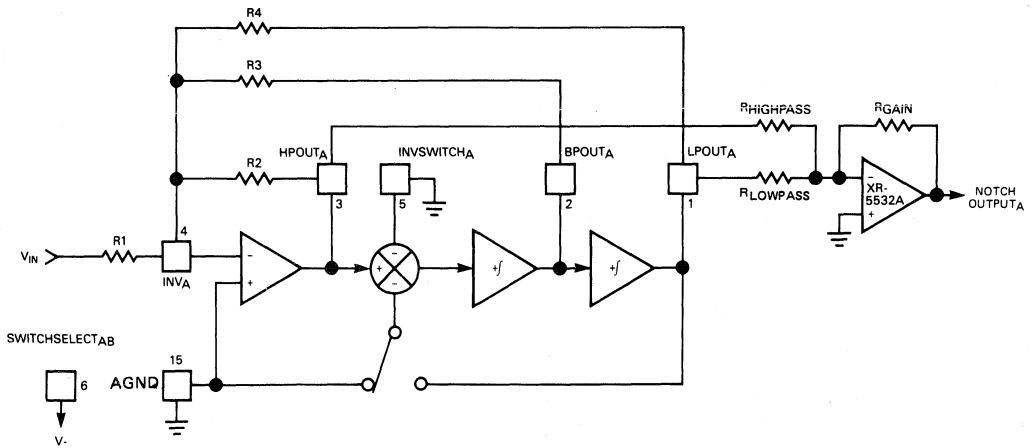 R4
R3
RHIGHPASS
RGAIN
HPOUTA
INVSWITCHA
BPOUTA
LPOUTA
R2
3
5
2
1
RLOWPASS
-
XR-
5532A
+
NOTCH
OUTPUTA
VIN
R1
4
INVA
-
+
+
-
-
+∫
+∫
SWITCHSELECTAB
6
V-
AGND
15